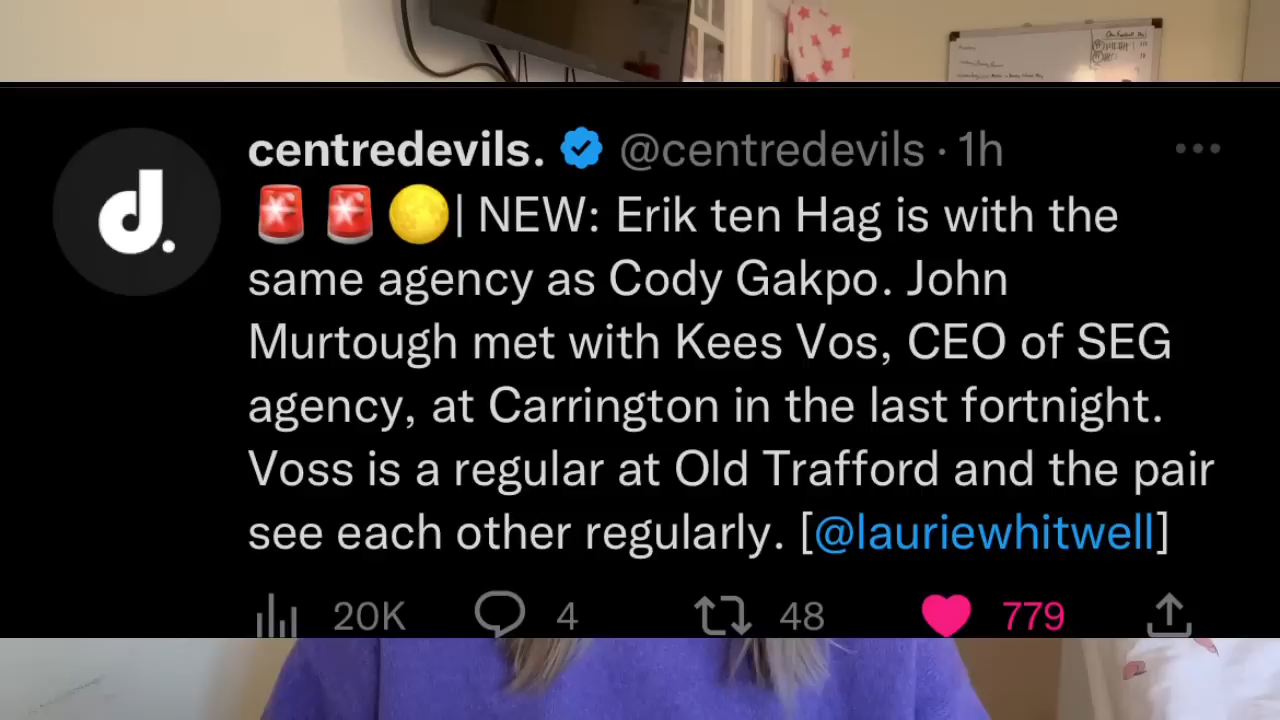 centredevils. @centredevils · 1h
🚨🚨🌕| NEW: Erik ten Hag is with the
same agency as Cody Gakpo. John
Murtough met with Kees Vos, CEO of SEG
agency, at Carrington in the last fortnight.
Voss is a regular at Old Trafford and the pair
see each other regularly. [@lauriewhitwell]
20K 4 48 779
d.